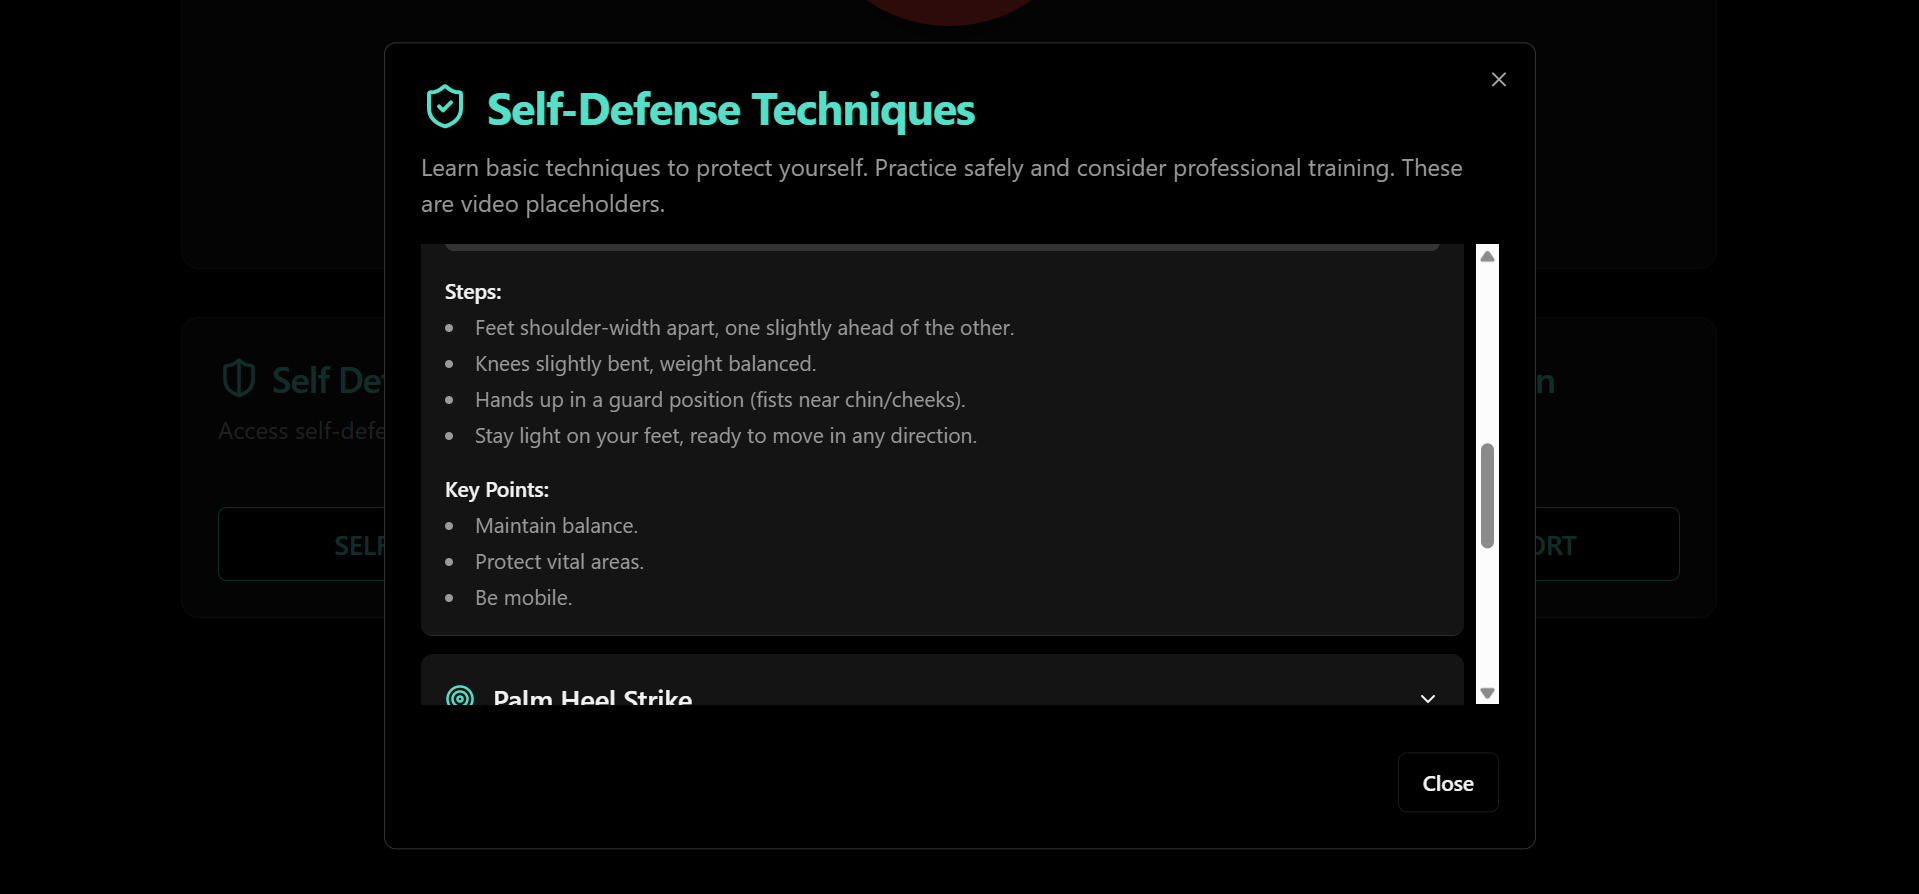 Self-Defense Techniques
Learn basic techniques to protect yourself. Practice safely and consider professional training. These
are video placeholders.
Steps:
Feet shoulder-width apart, one slightly ahead of the other.
Knees slightly bent, weight balanced.
Hands up in a guard position (fists near chin/cheeks).
Stay light on your feet, ready to move in any direction.
Key Points:
Maintain balance.
Protect vital areas.
Be mobile.
Palm Heel Strike
Close
Self De
Access self-defe
SELF
n
ORT